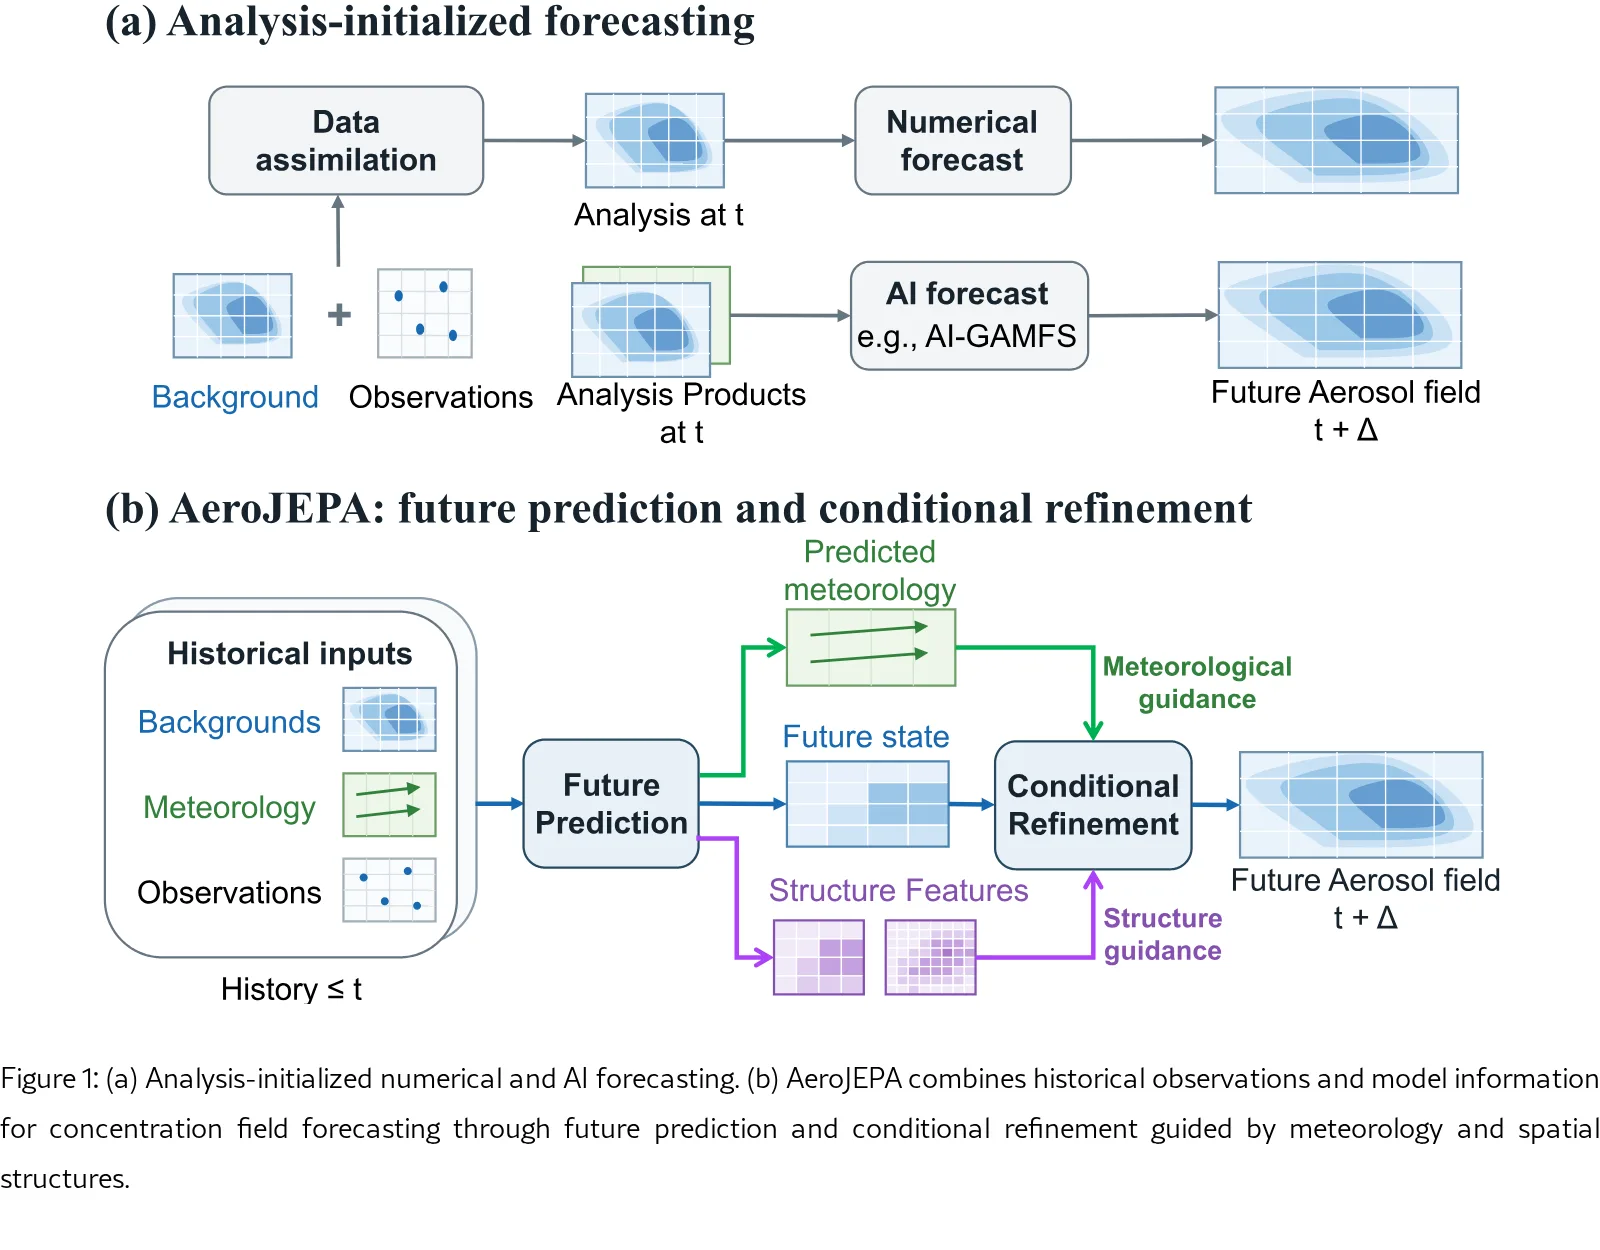 (a) Analysis-initialized forecasting
Data
assimilation
Analysis at t
Numerical
forecast
Background
+
Observations
Analysis Products
at t
AI forecast
e.g., AI-GAMFS
Future Aerosol field
t + Δ
(b) AeroJEPA: future prediction and conditional refinement
Historical inputs
Backgrounds
Meteorology
Observations
History ≤ t
Future
Prediction
Predicted
meteorology
Meteorological
guidance
Future state
Structure Features
Structure
guidance
Conditional
Refinement
Future Aerosol field
t + Δ
Figure 1: (a) Analysis-initialized numerical and AI forecasting. (b) AeroJEPA combines historical observations and model information
for concentration field forecasting through future prediction and conditional refinement guided by meteorology and spatial
structures.